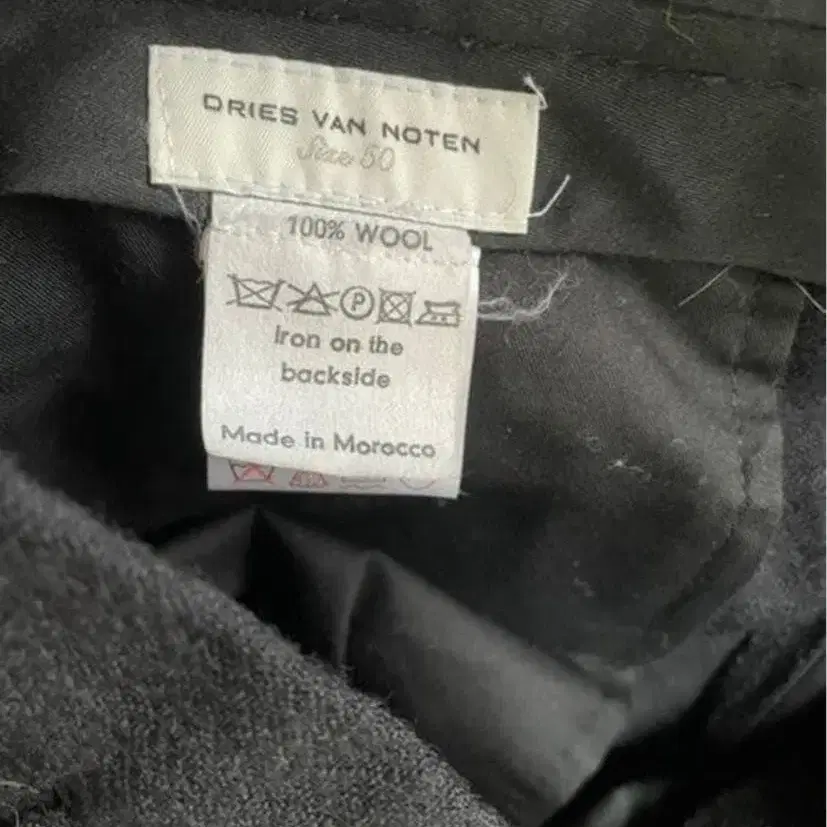 DRIES VAN NOTEN
Size 50
100% WOOL
P
Iron on the
backside
Made in Morocco